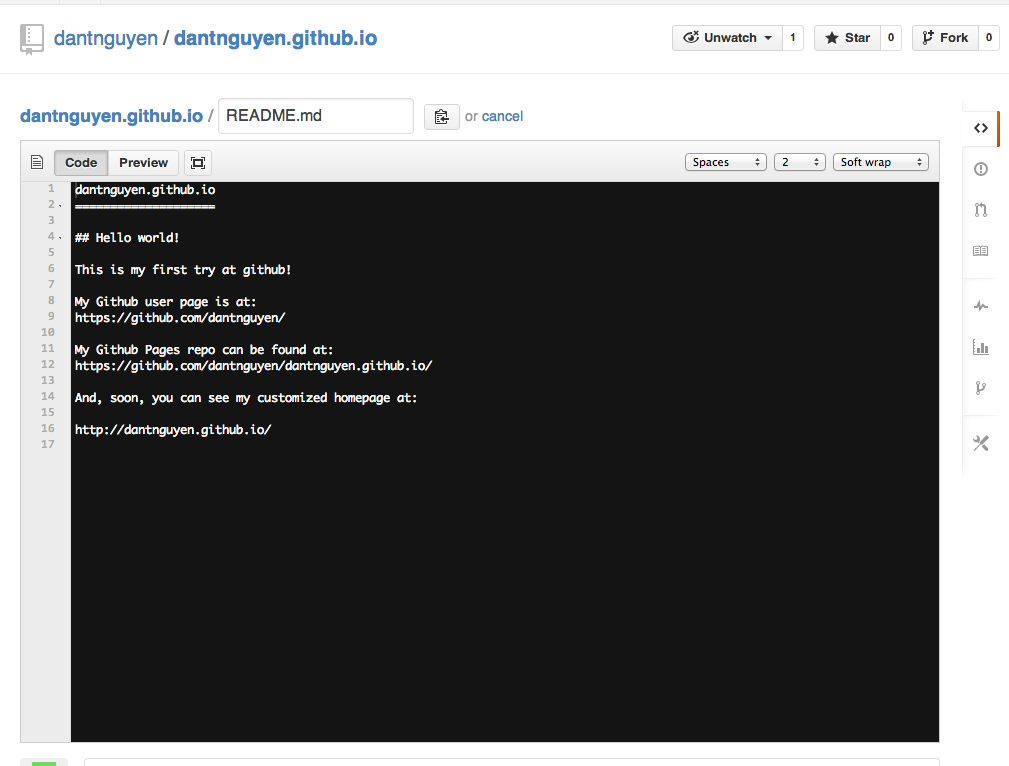 dantnguyen / dantnguyen.github.io
Unwatch 1 Star 0 Fork 0
dantnguyen.github.io / README.md or cancel
Code Preview Spaces 2 Soft wrap
1 dantnguyen.github.io
2 ====================
3
4 ## Hello world!
5
6 This is my first try at github!
7
8 My Github user page is at:
9 https://github.com/dantnguyen/
10
11 My Github Pages repo can be found at:
12 https://github.com/dantnguyen/dantnguyen.github.io/
13
14 And, soon, you can see my customized homepage at:
15
16 http://dantnguyen.github.io/
17